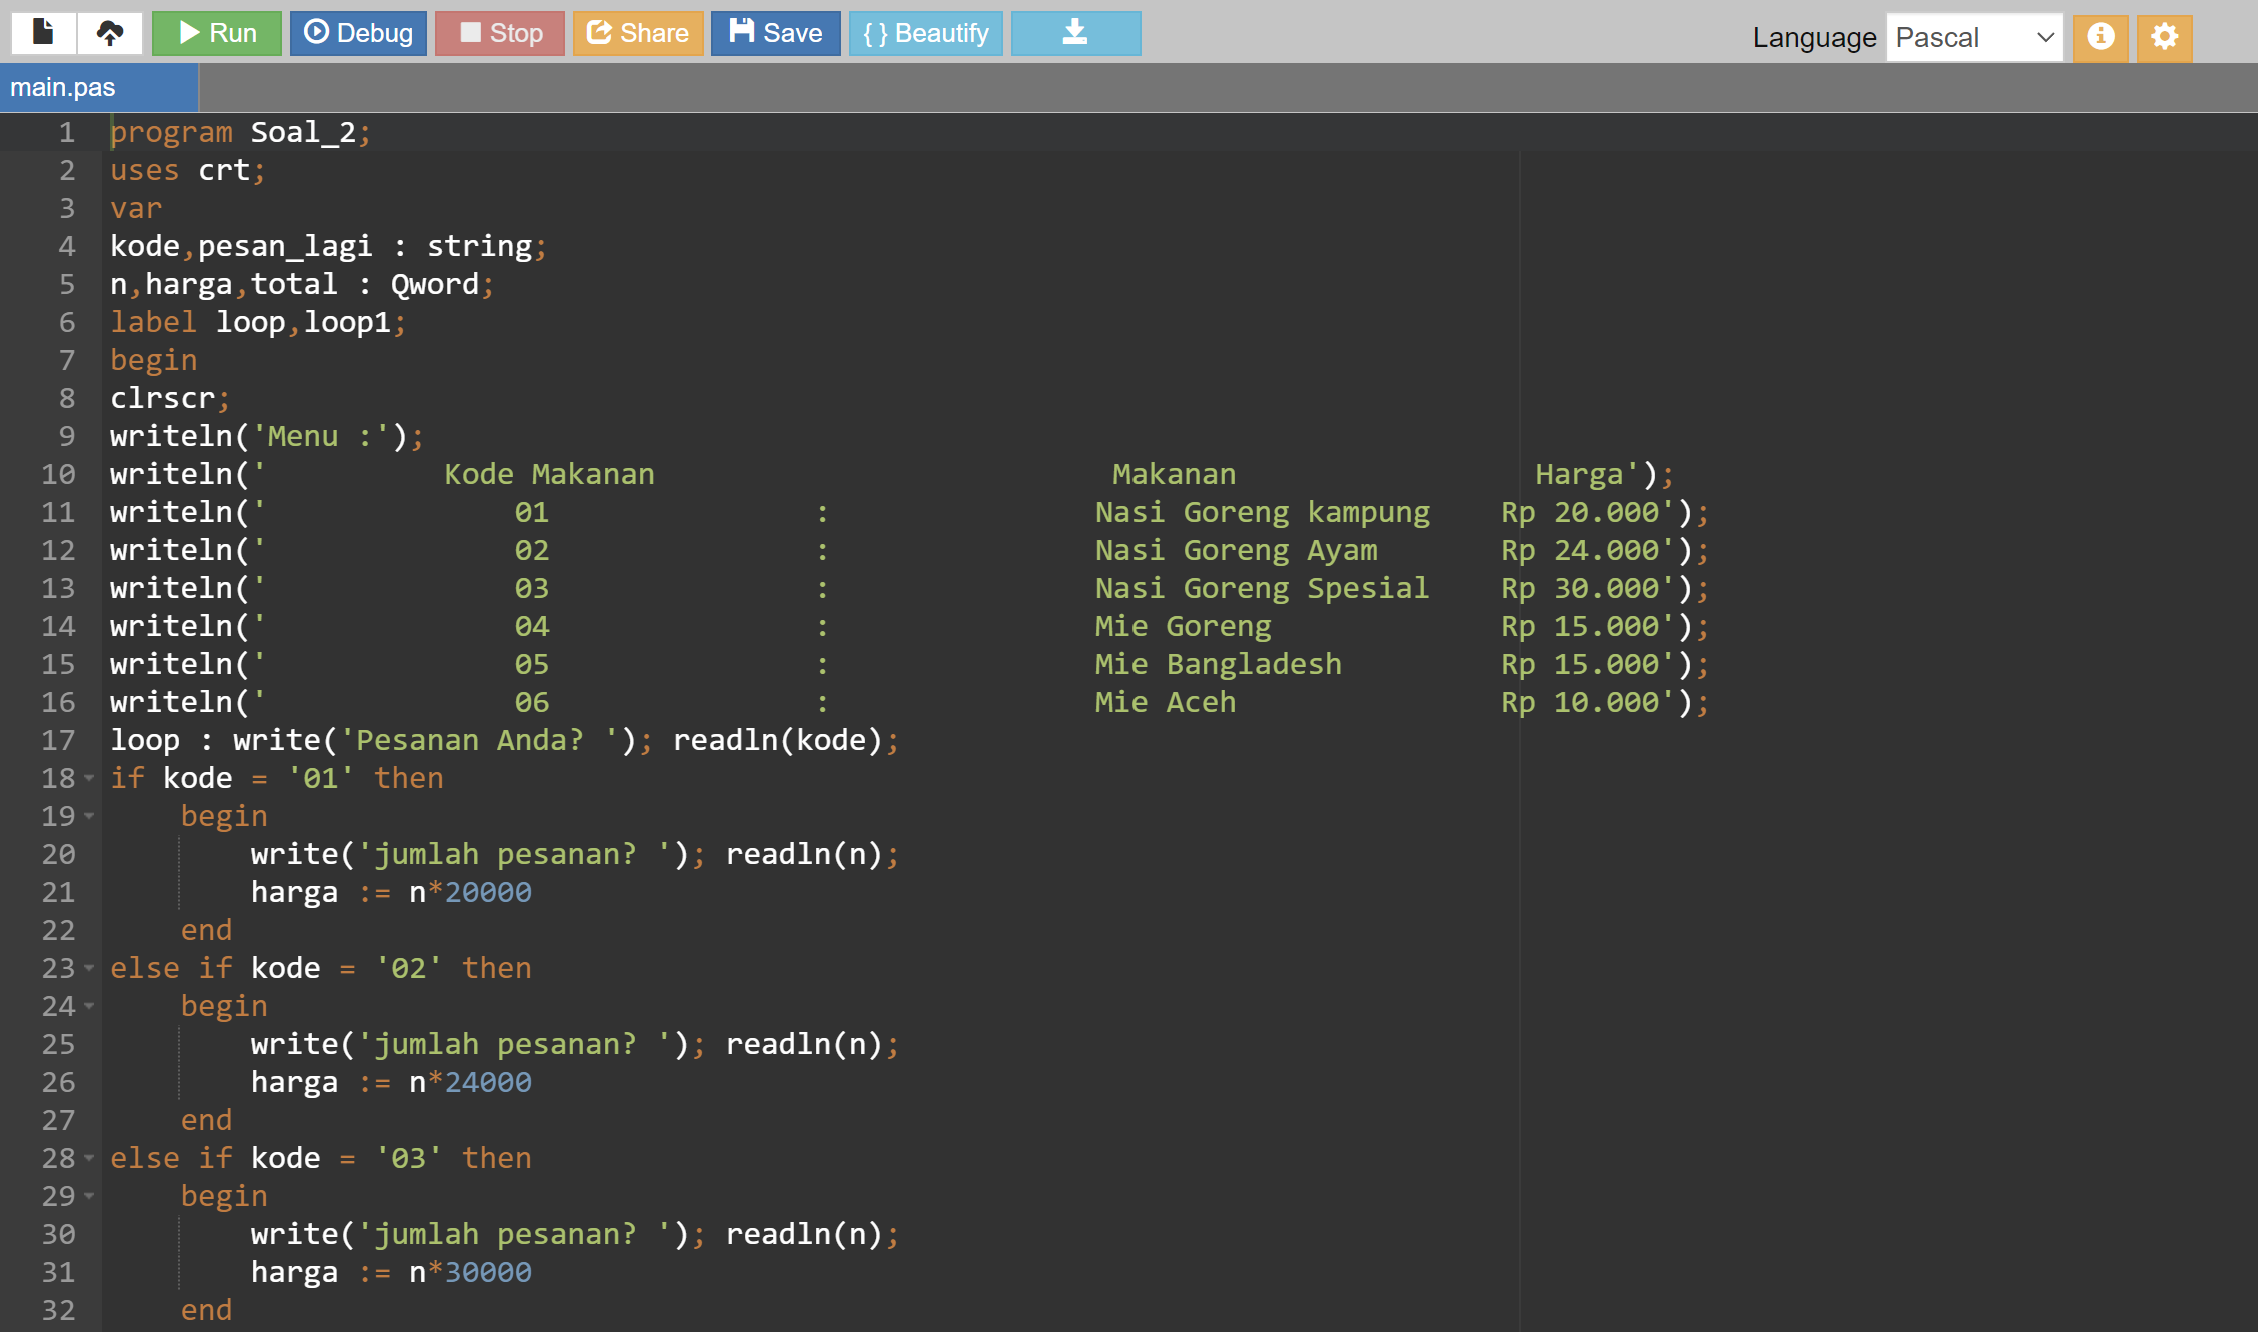 Run Debug Stop Share Save { } Beautify Language Pascal
main.pas
1 program Soal_2;
2 uses crt;
3 var
4 kode,pesan_lagi : string;
5 n,harga,total : Qword;
6 label loop,loop1;
7 begin
8 clrscr;
9 writeln('Menu :');
10 writeln('          Kode Makanan                          Makanan                 Harga');
11 writeln('              01               :               Nasi Goreng kampung    Rp 20.000');
12 writeln('              02               :               Nasi Goreng Ayam       Rp 24.000');
13 writeln('              03               :               Nasi Goreng Spesial    Rp 30.000');
14 writeln('              04               :               Mie Goreng             Rp 15.000');
15 writeln('              05               :               Mie Bangladesh         Rp 15.000');
16 writeln('              06               :               Mie Aceh               Rp 10.000');
17 loop : write('Pesanan Anda? '); readln(kode);
18 if kode = '01' then
19     begin
20         write('jumlah pesanan? '); readln(n);
21         harga := n*20000
22     end
23 else if kode = '02' then
24     begin
25         write('jumlah pesanan? '); readln(n);
26         harga := n*24000
27     end
28 else if kode = '03' then
29     begin
30         write('jumlah pesanan? '); readln(n);
31         harga := n*30000
32     end